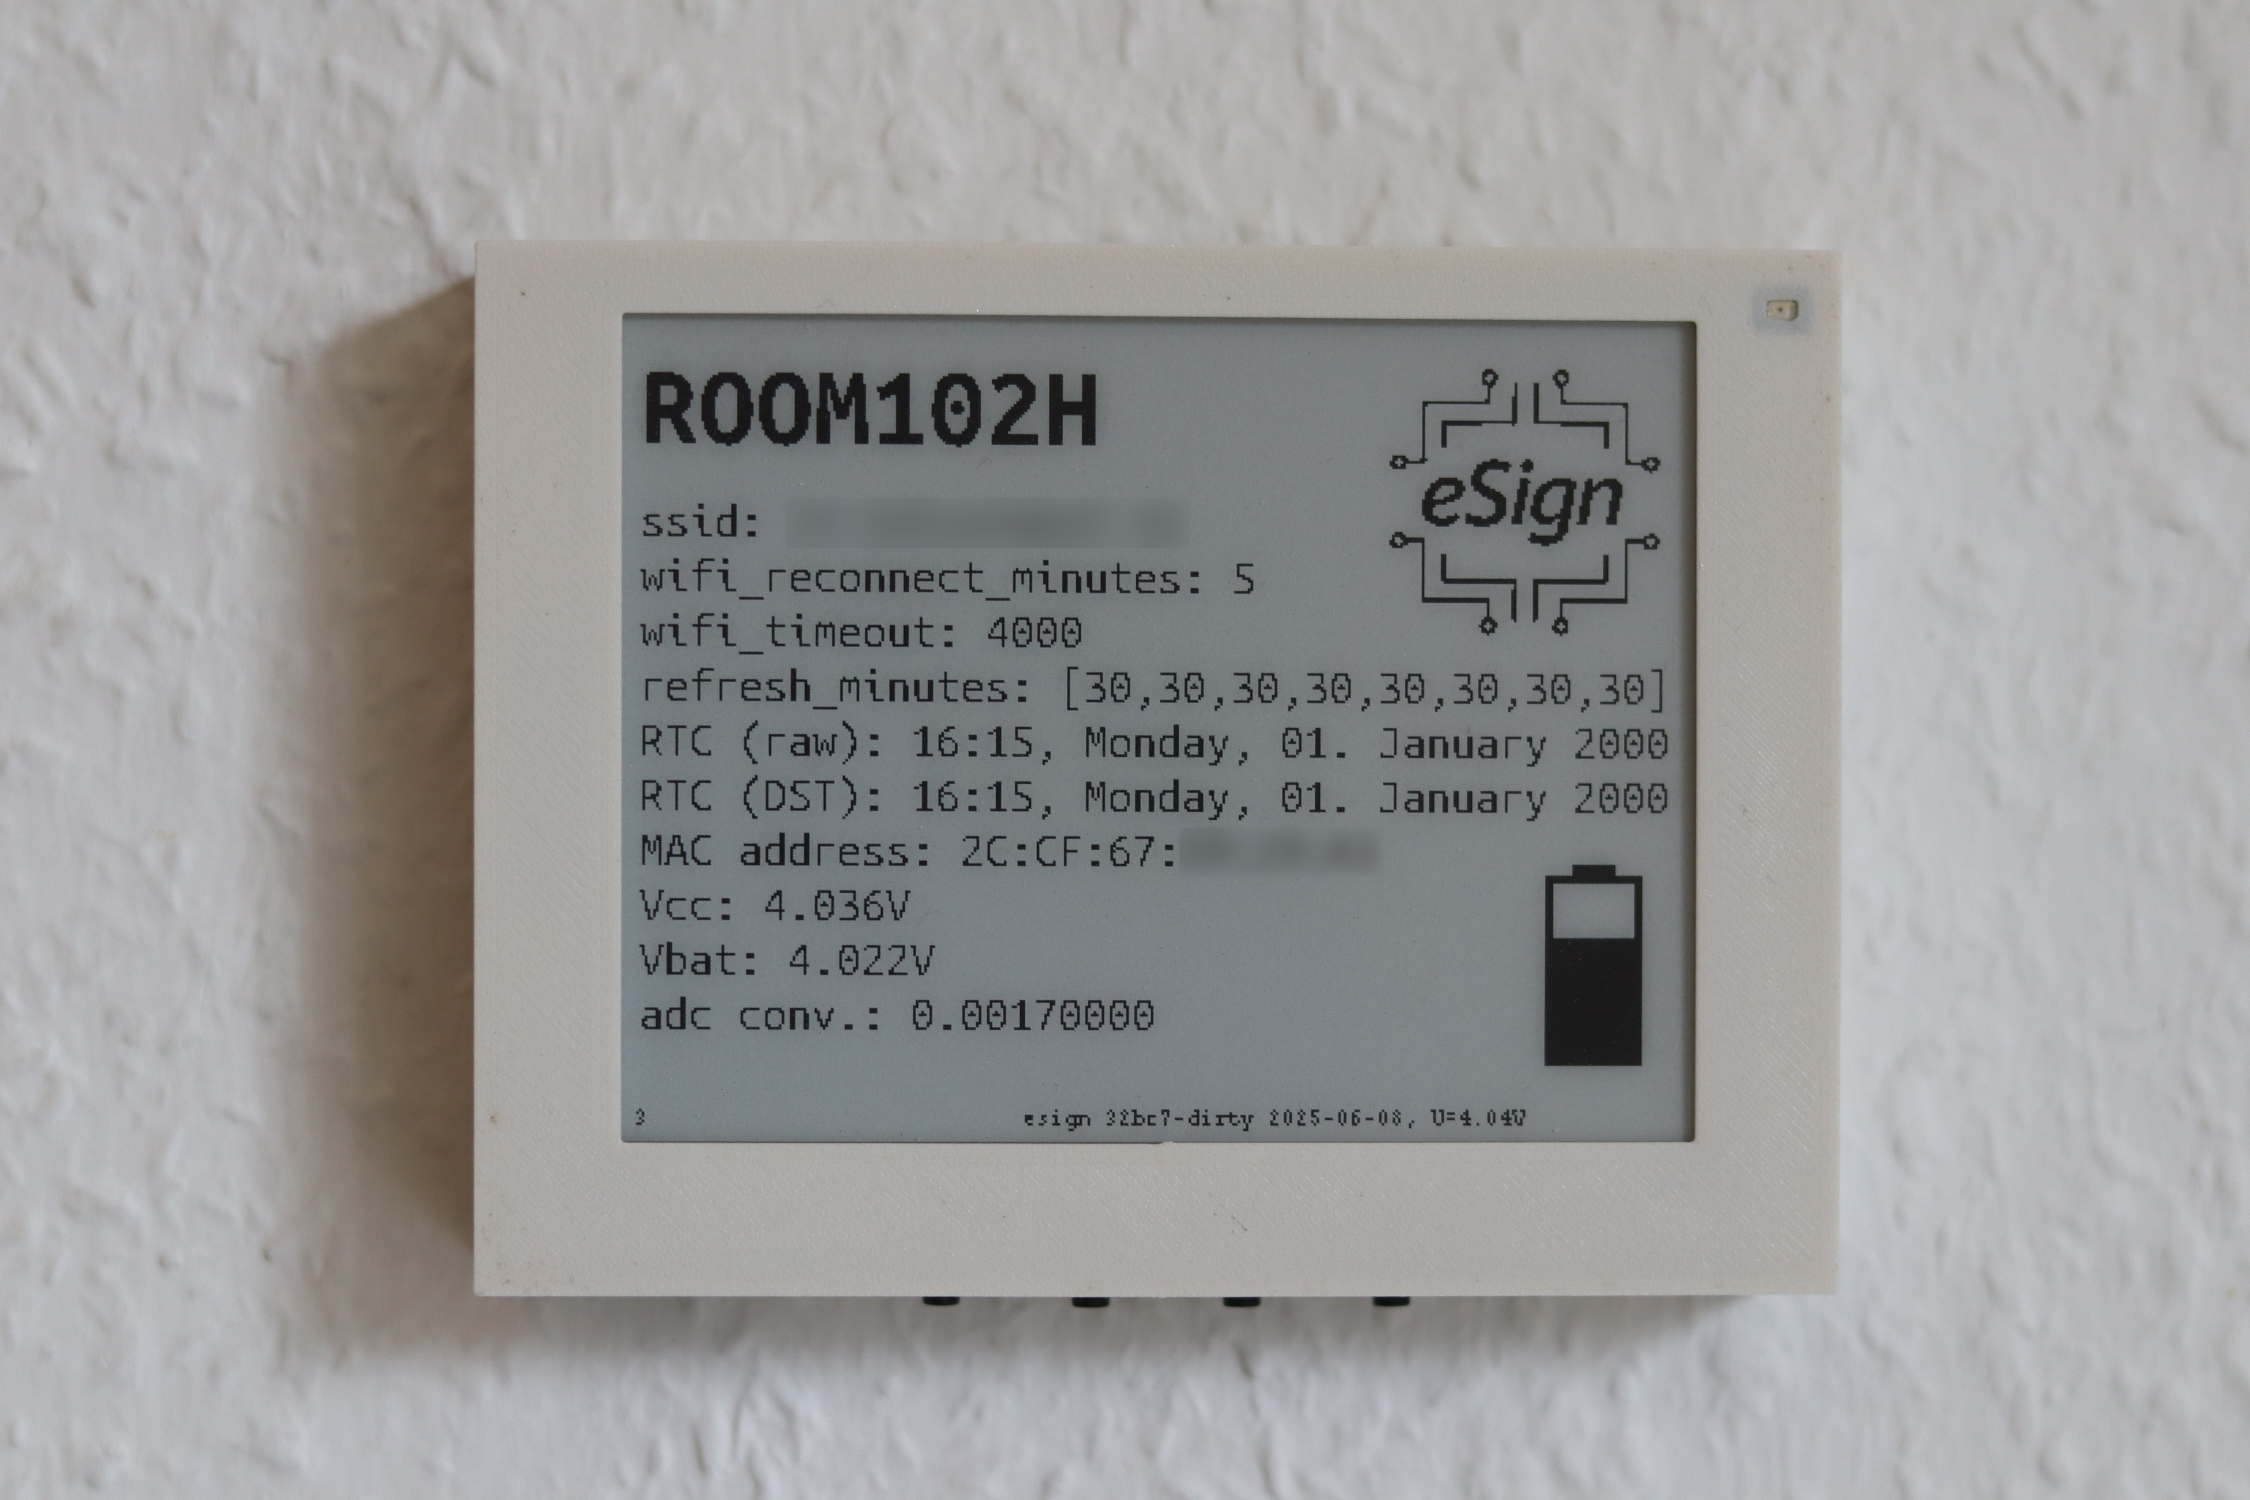 ROOM102H
eSign
ssid:
wifi_reconnect_minutes: 5
wifi_timeout: 4000
refresh_minutes: [30,30,30,30,30,30,30,30]
RTC (raw): 16:15, Monday, 01. January 2000
RTC (DST): 16:15, Monday, 01. January 2000
MAC address: 2C:CF:67:
Vcc: 4.036V
Vbat: 4.022V
adc conv.: 0.00170000
3
esign 32bc7-dirty 2025-06-08, U=4.04V